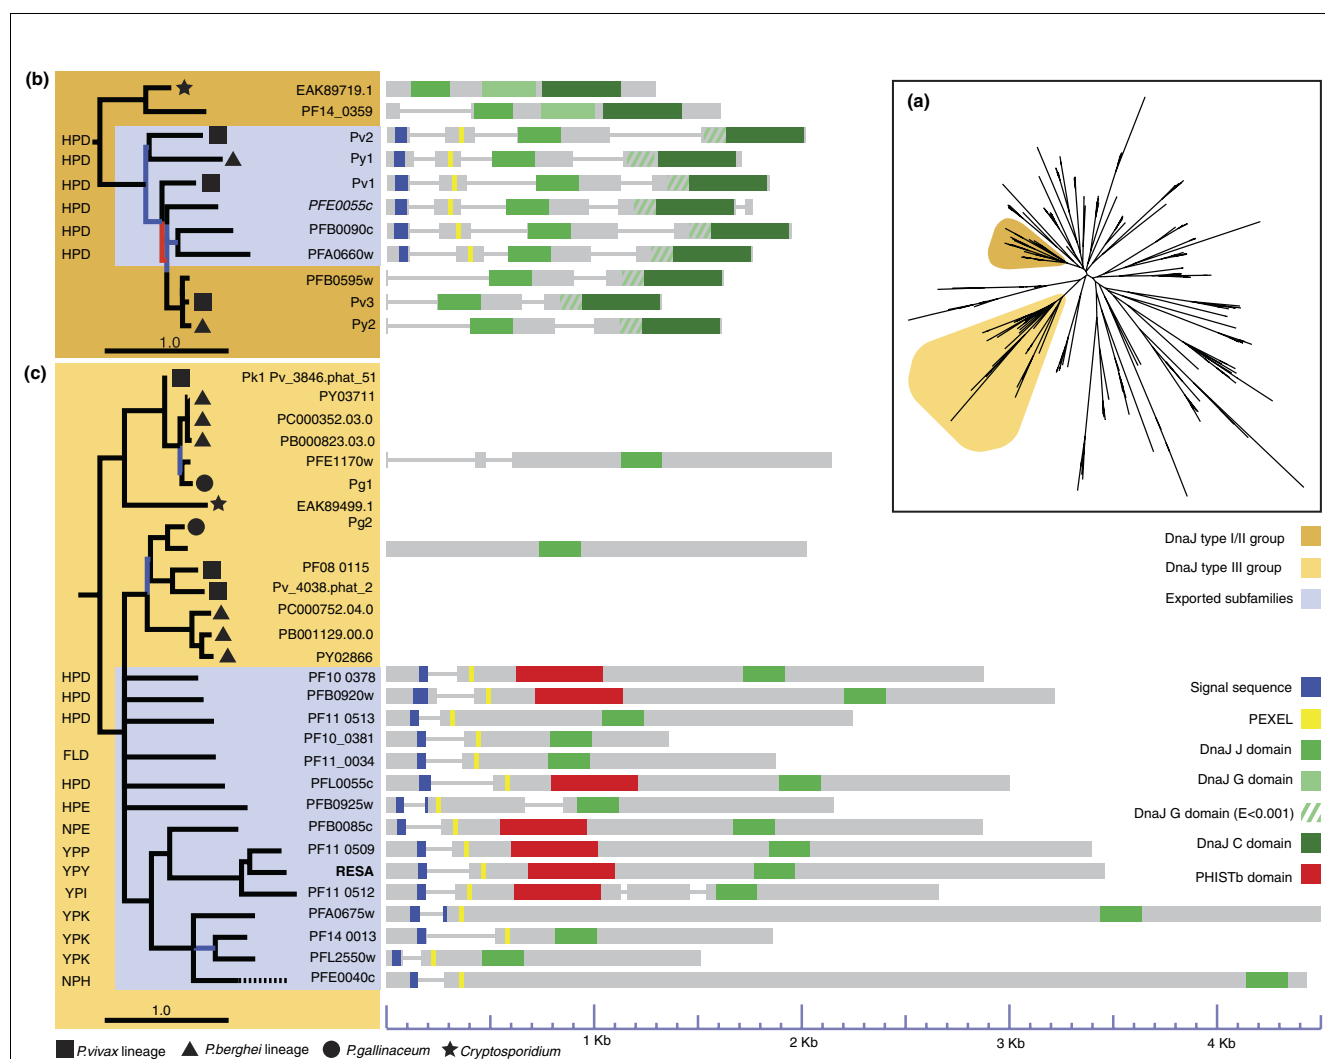 (b)
HPD
HPD
HPD
HPD
HPD
HPD
EAK89719.1
PF14_0359
Pv2
Py1
Pv1
PFE0055c
PFB0090c
PFA0660w
PFB0595w
Pv3
Py2
1.0
(a)
(c)
Pk1 Pv_3846.phat_51
PY03711
PC000352.03.0
PB000823.03.0
PFE1170w
Pg1
EAK89499.1
Pg2
PF08 0115
Pv_4038.phat_2
PC000752.04.0
PB001129.00.0
PY02866
HPD PF10 0378
HPD PFB0920w
HPD PF11 0513
PF10_0381
FLD PF11_0034
HPD PFL0055c
HPE PFB0925w
NPE PFB0085c
YPP PF11 0509
YPY RESA
YPI PF11 0512
YPK PFA0675w
YPK PF14 0013
YPK PFL2550w
NPH PFE0040c
1.0
1 Kb 2 Kb 3 Kb 4 Kb
DnaJ type I/II group
DnaJ type III group
Exported subfamilies
Signal sequence
PEXEL
DnaJ J domain
DnaJ G domain
DnaJ G domain (E<0.001)
DnaJ C domain
PHISTb domain
P.vivax lineage P.berghei lineage P.gallinaceum Cryptosporidium